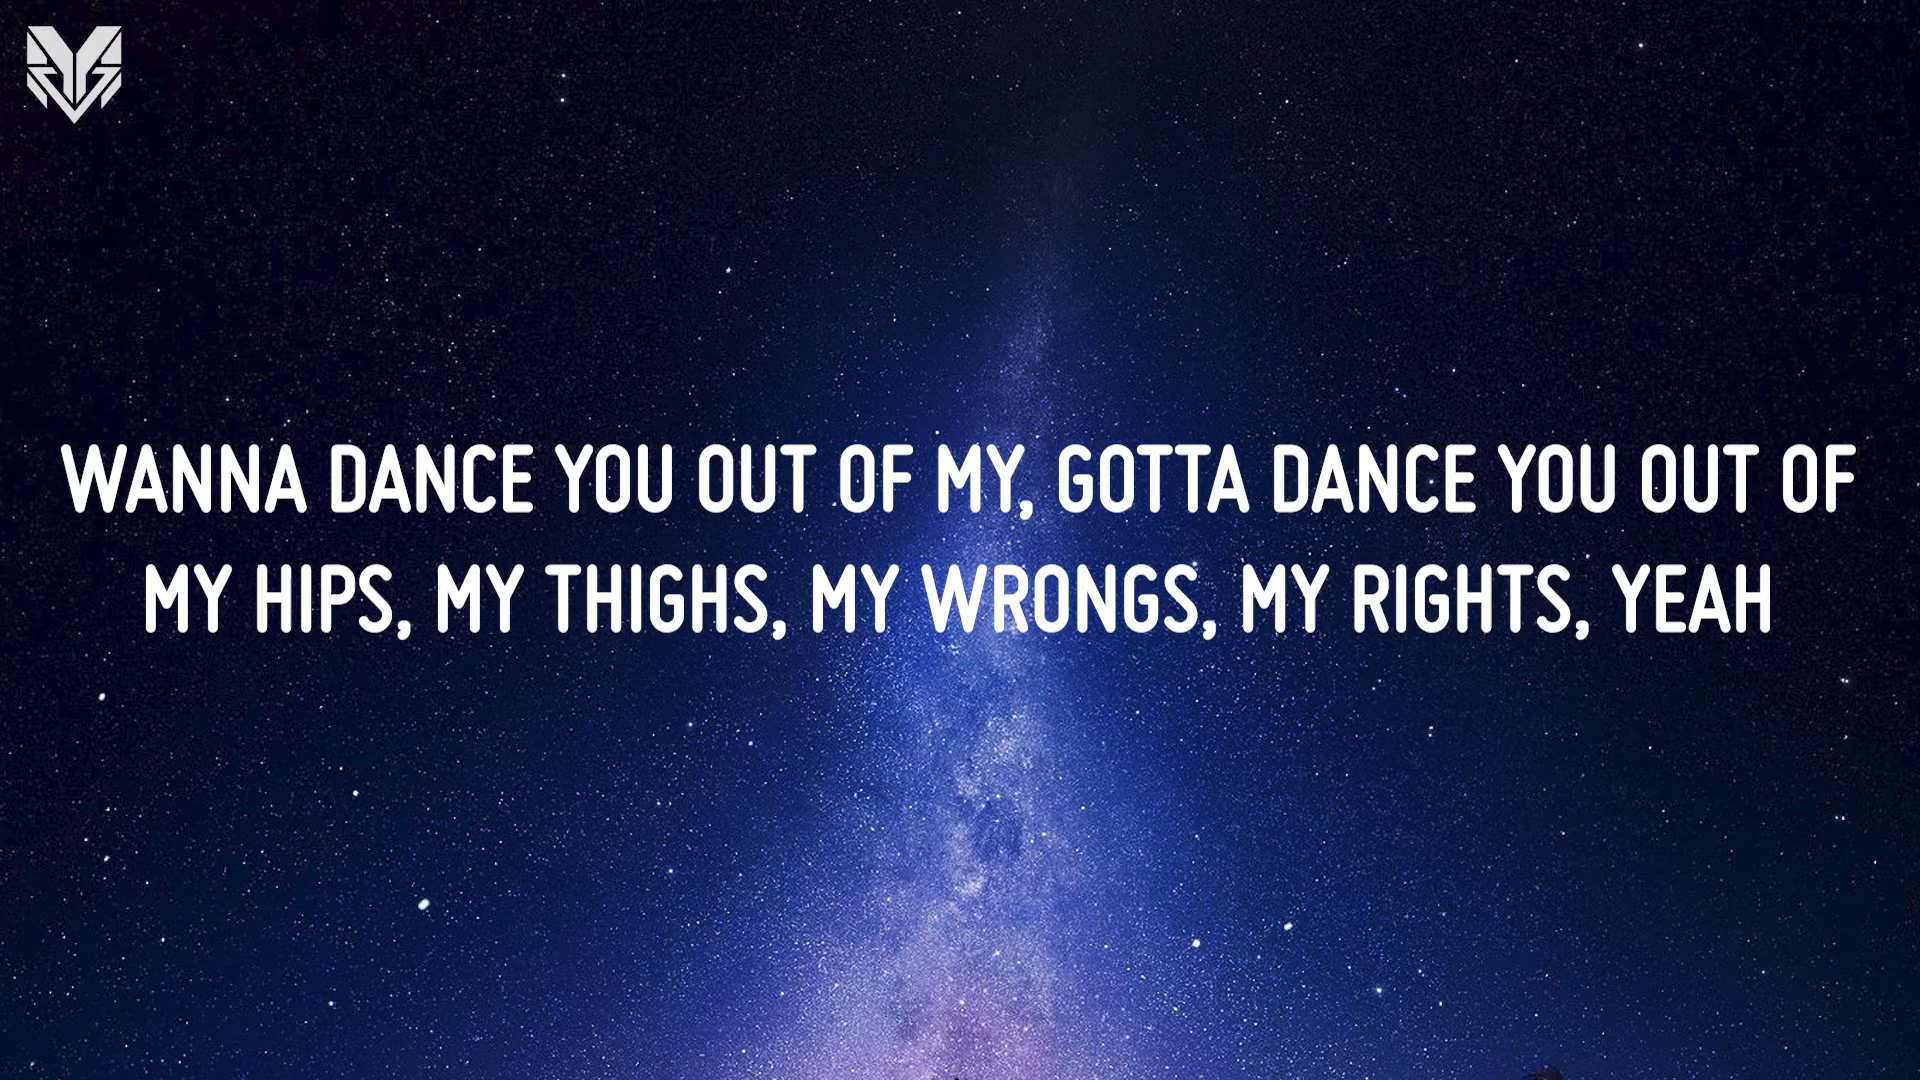 WANNA DANCE YOU OUT OF MY, GOTTA DANCE YOU OUT OF
MY HIPS, MY THIGHS, MY WRONGS, MY RIGHTS, YEAH